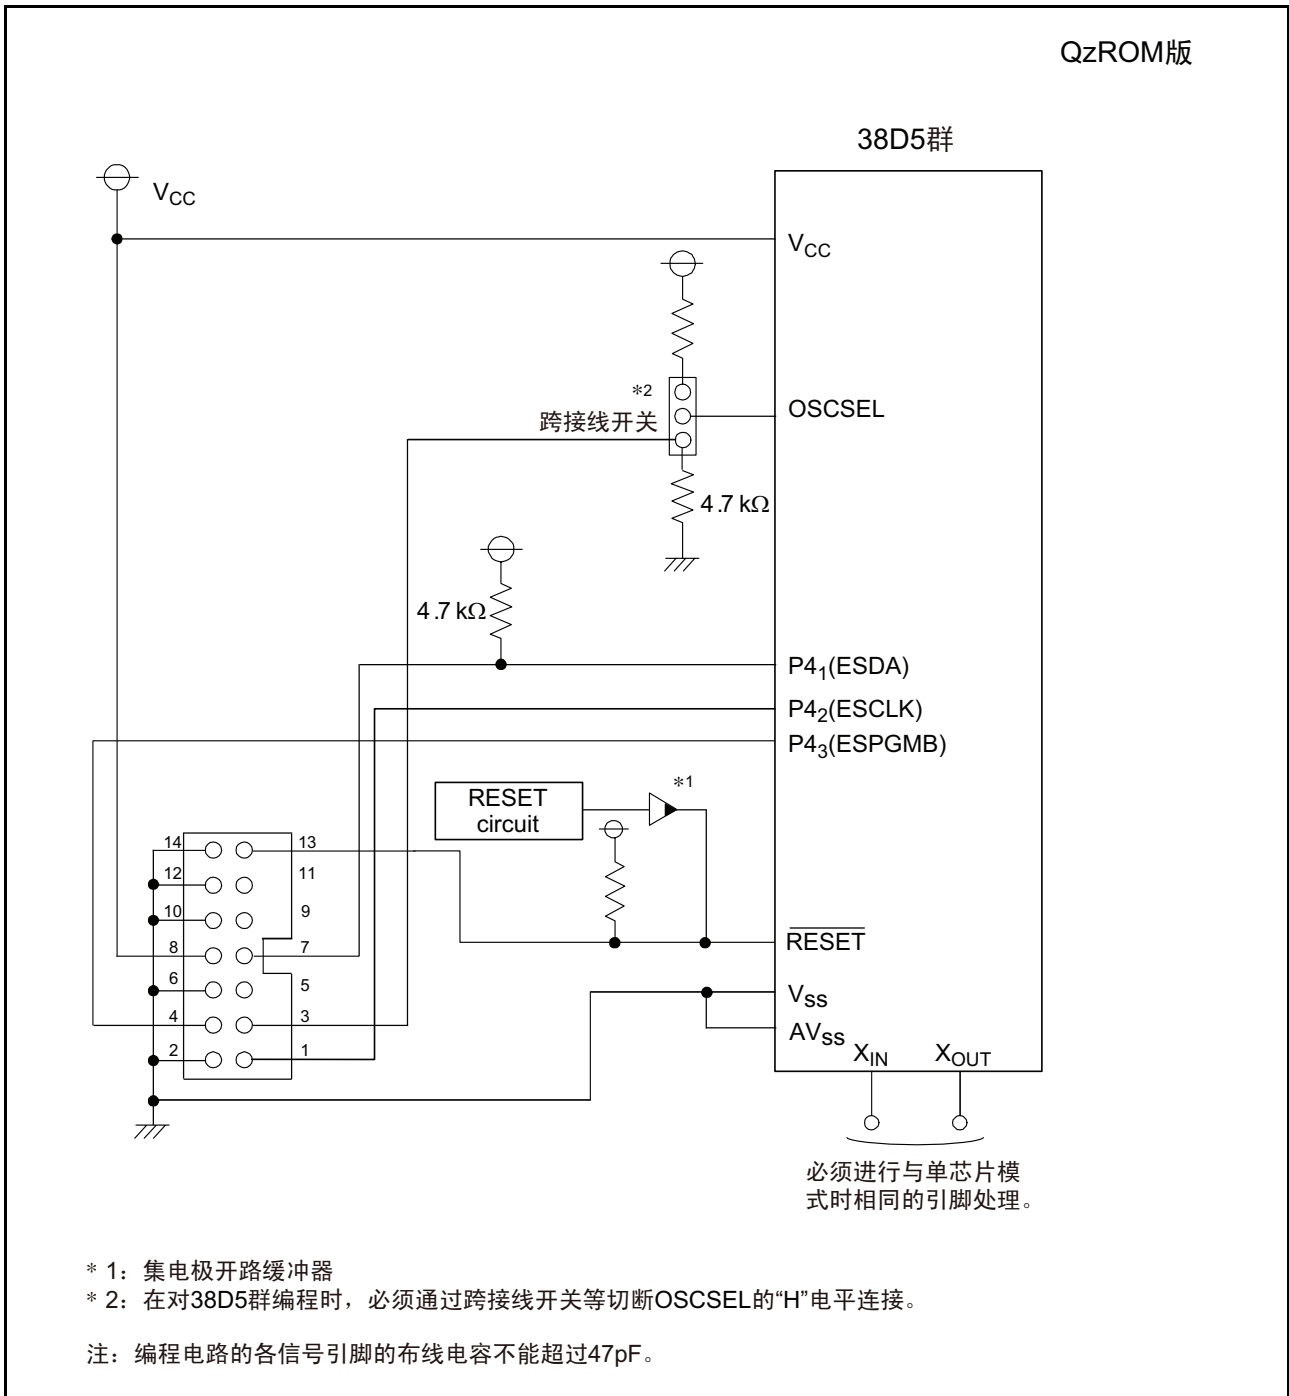 QzROM版
38D5群
VCC
VCC
*2
跨接线开关
OSCSEL
4.7 kΩ
4.7 kΩ
P41(ESDA)
P42(ESCLK)
P43(ESPGMB)
*1
RESET
circuit
14
13
12
11
10
9
8
7
6
5
4
3
2
1
RESET
VSS
AVSS
XIN
XOUT
必须进行与单芯片模
式时相同的引脚处理。
* 1：集电极开路缓冲器
* 2：在对38D5群编程时，必须通过跨接线开关等切断OSCSEL的“H”电平连接。
注：编程电路的各信号引脚的布线电容不能超过47pF。